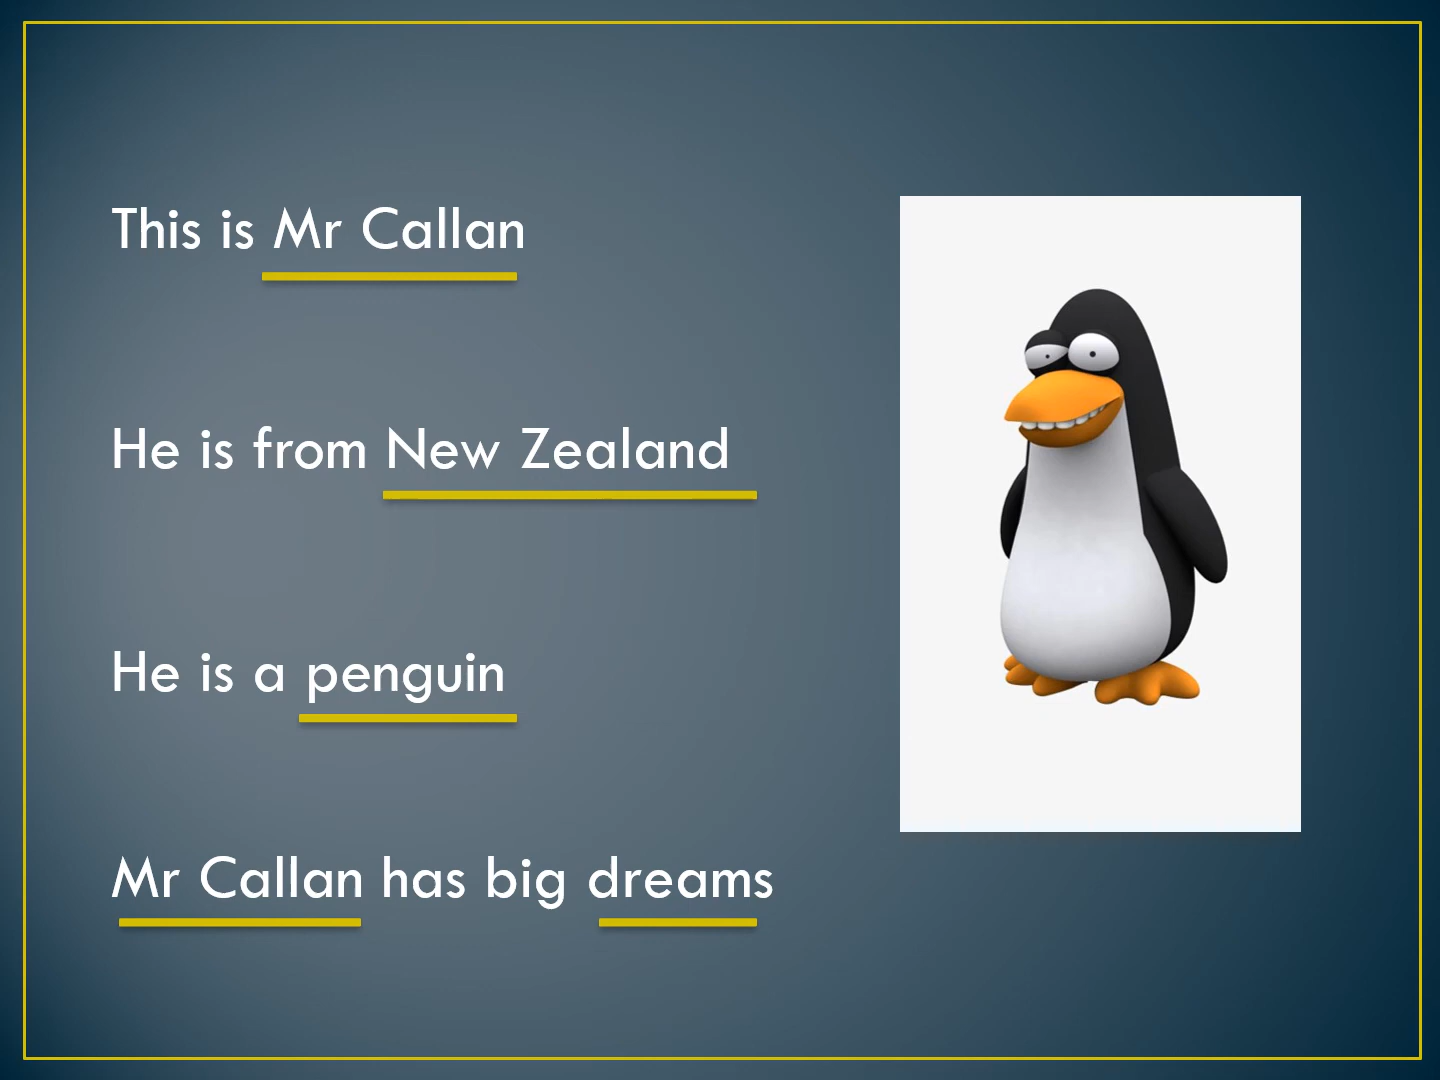 This is Mr Callan
He is from New Zealand
He is a penguin
Mr Callan has big dreams